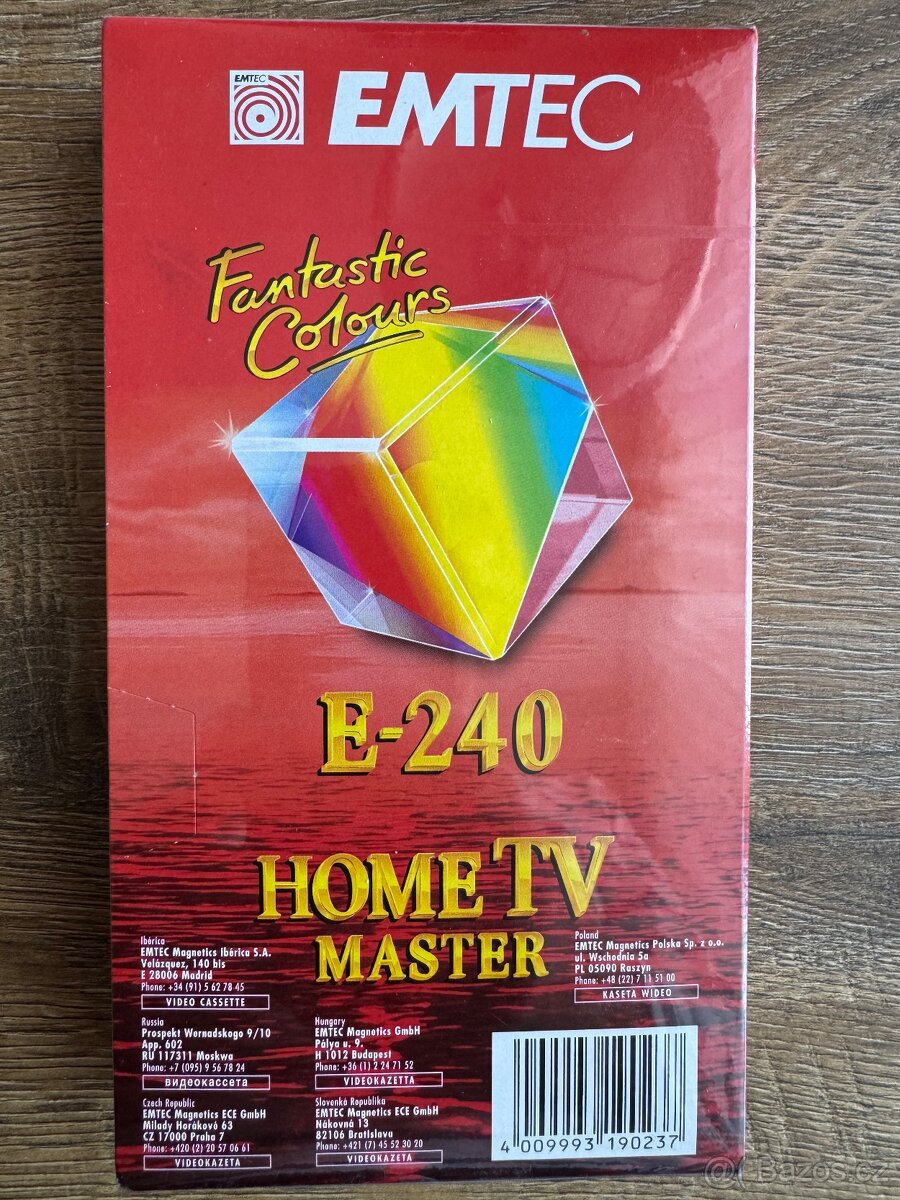 EMTEC
EMTEC
Fantastic
Colours
E-240
HOME TV
MASTER
Ibérica
EMTEC Magnetics Ibérica S.A.
Velázquez, 140 bis
E 28006 Madrid
Phone: +34 (91) 5 62 78 45
VIDEO CASSETTE
Poland
EMTEC Magnetics Polska Sp. z o.o.
ul. Wschodnia 5a
PL 05090 Raszyn
Phone: +48 (22) 7 11 51 00
KASETA WIDEO
Russia
Prospekt Wernadskogo 9/10
App. 602
RU 117311 Moskwa
Phone: +7 (095) 9 56 78 24
видеокассета
Hungary
EMTEC Magnetics GmbH
Pálya u. 9.
H 1012 Budapest
Phone: +36 (1) 2 24 71 52
VIDEOKAZETTA
Czech Republic
EMTEC Magnetics ECE GmbH
Milady Horákové 63
CZ 17000 Praha 7
Phone: +420 (2) 20 57 06 61
VIDEOKAZETA
Slovenká Republika
EMTEC Magnetics ECE GmbH
Nákovná 13
82106 Bratislava
Phone: +421 (7) 45 52 30 20
VIDEOKAZETA
4 009993 190237
Bazoš.cz